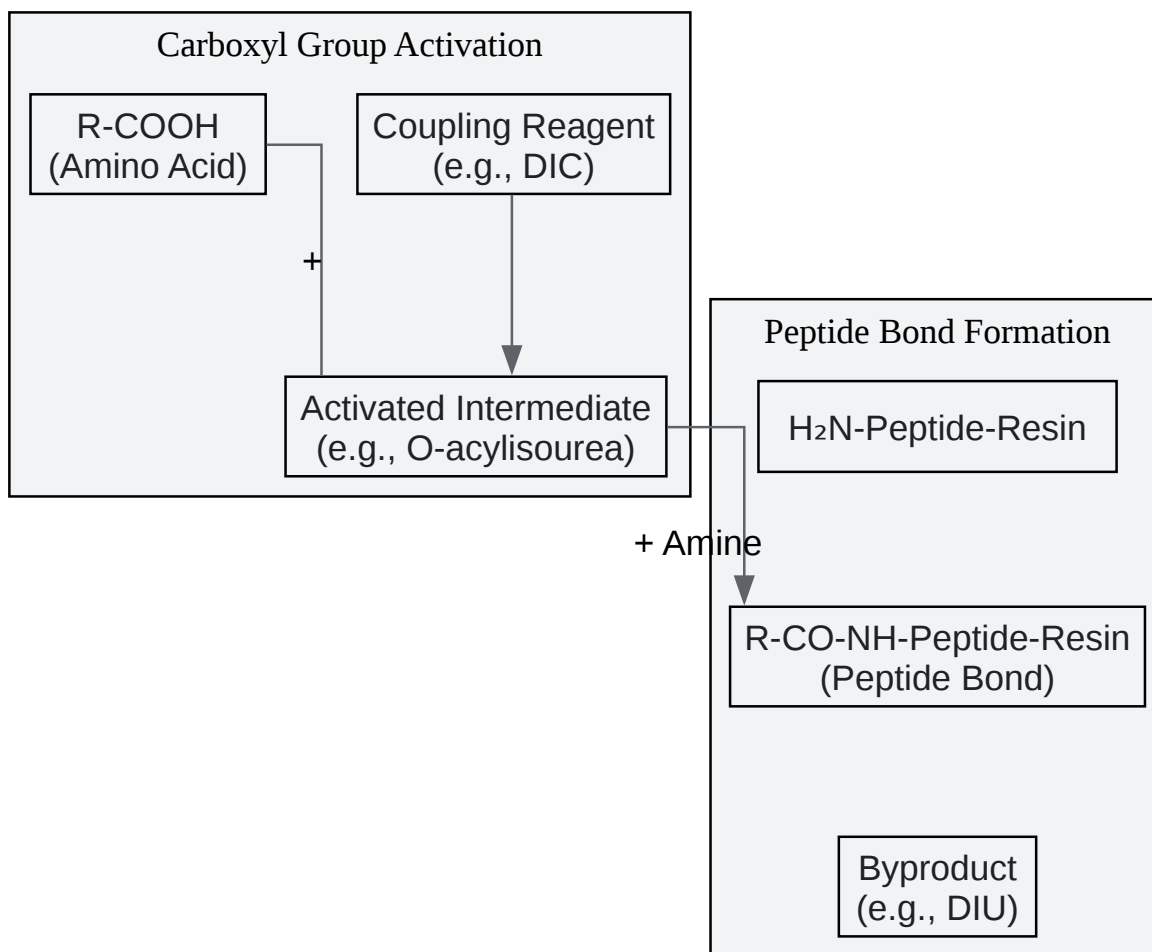 Carboxyl Group Activation
R-COOH
(Amino Acid)
Coupling Reagent
(e.g., DIC)
+
Activated Intermediate
(e.g., O-acylisourea)
Peptide Bond Formation
H₂N-Peptide-Resin
+ Amine
R-CO-NH-Peptide-Resin
(Peptide Bond)
Byproduct
(e.g., DIU)